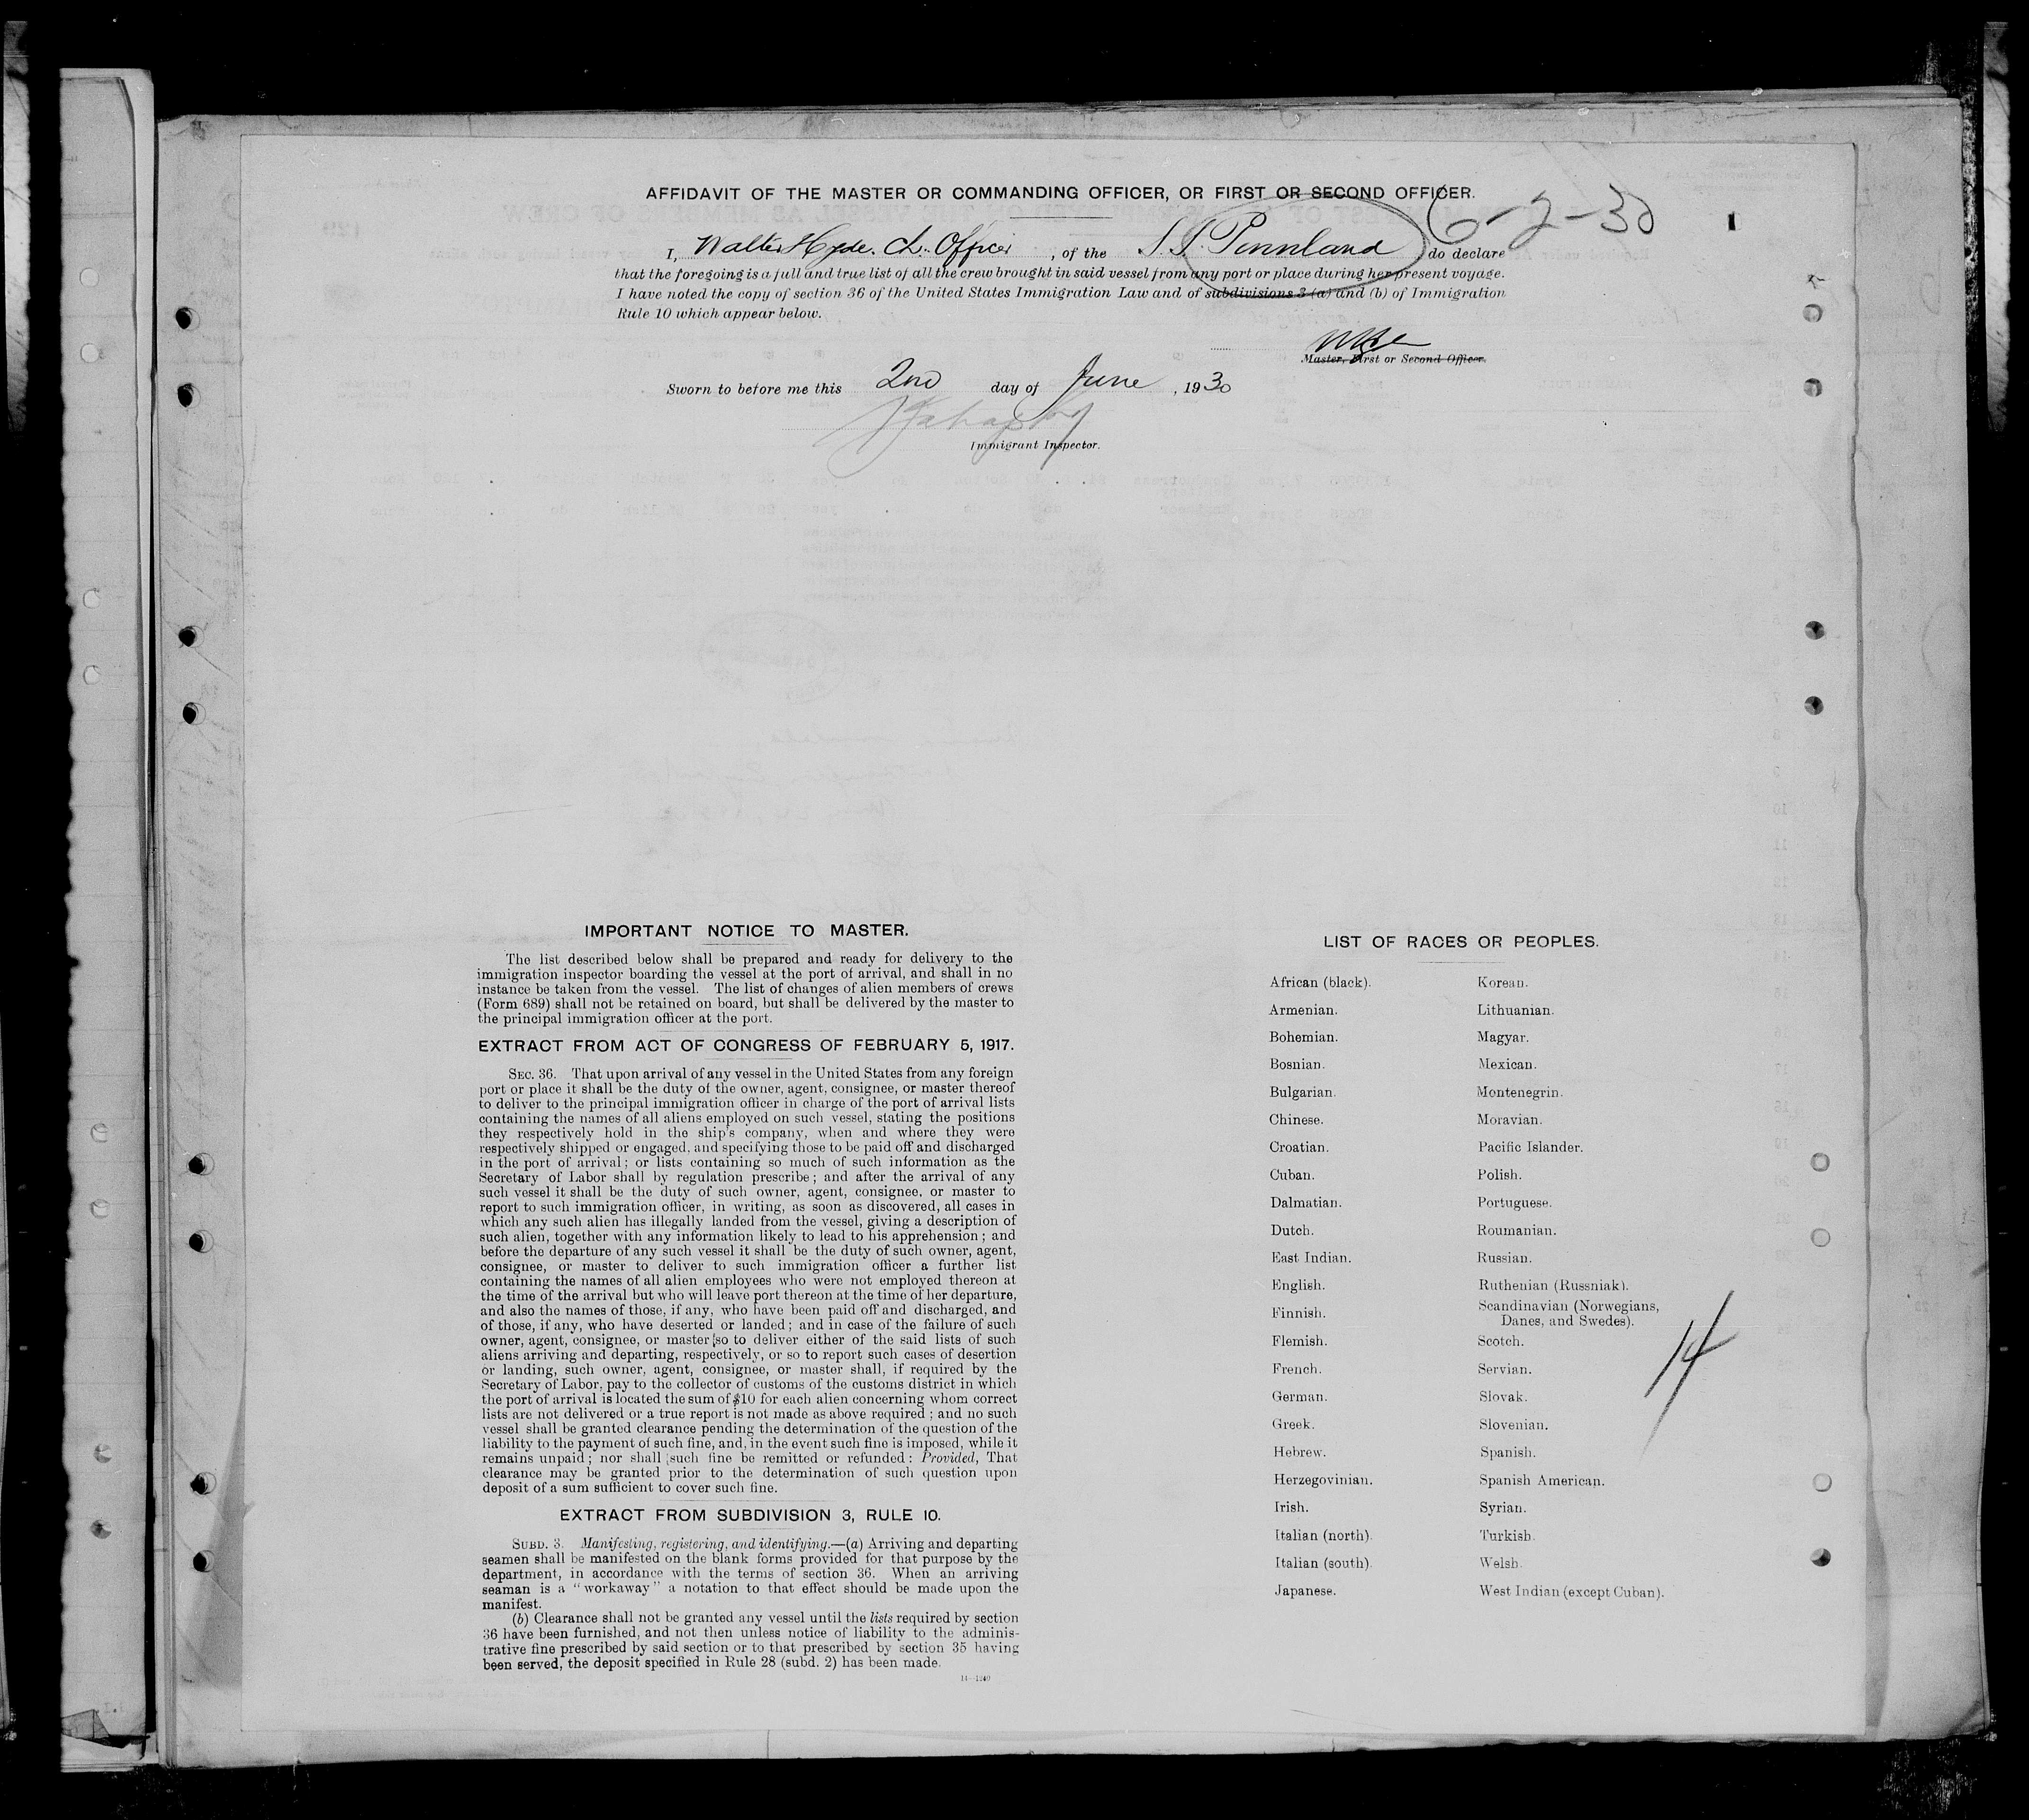 AFFIDAVIT OF THE MASTER OR COMMANDING OFFICER, OR FIRST OR SECOND OFFICER.
6-2-30
I, Walter Hyde. Ch. Officer, of the S.S. Pennland do declare
that the foregoing is a full and true list of all the crew brought in said vessel from any port or place during her present voyage.
I have noted the copy of section 36 of the United States Immigration Law and of subdivisions 3 (a) and (b) of Immigration
Rule 10 which appear below.
Master, First or Second Officer.
Sworn to before me this 2nd day of June, 1930
Immigrant Inspector.
IMPORTANT NOTICE TO MASTER.
The list described below shall be prepared and ready for delivery to the
immigration inspector boarding the vessel at the port of arrival, and shall in no
instance be taken from the vessel. The list of changes of alien members of crews
(Form 689) shall not be retained on board, but shall be delivered by the master to
the principal immigration officer at the port.
EXTRACT FROM ACT OF CONGRESS OF FEBRUARY 5, 1917.
SEC. 36. That upon arrival of any vessel in the United States from any foreign
port or place it shall be the duty of the owner, agent, consignee, or master thereof
to deliver to the principal immigration officer in charge of the port of arrival lists
containing the names of all aliens employed on such vessel, stating the positions
they respectively hold in the ship's company, when and where they were
respectively shipped or engaged, and specifying those to be paid off and discharged
in the port of arrival; or lists containing so much of such information as the
Secretary of Labor shall by regulation prescribe; and after the arrival of any
such vessel it shall be the duty of such owner, agent, consignee, or master to
report to such immigration officer, in writing, as soon as discovered, all cases in
which any such alien has illegally landed from the vessel, giving a description of
such alien, together with any information likely to lead to his apprehension; and
before the departure of any such vessel it shall be the duty of such owner, agent,
consignee, or master to deliver to such immigration officer a further list
containing the names of all alien employees who were not employed thereon at
the time of the arrival but who will leave port thereon at the time of her departure,
and also the names of those, if any, who have been paid off and discharged, and
of those, if any, who have deserted or landed; and in case of the failure of such
owner, agent, consignee, or master so to deliver either of the said lists of such
aliens arriving and departing, respectively, or so to report such cases of desertion
or landing, such owner, agent, consignee, or master shall, if required by the
Secretary of Labor, pay to the collector of customs of the customs district in which
the port of arrival is located the sum of $10 for each alien concerning whom correct
lists are not delivered or a true report is not made as above required; and no such
vessel shall be granted clearance pending the determination of the question of the
liability to the payment of such fine, and, in the event such fine is imposed, while it
remains unpaid; nor shall such fine be remitted or refunded: Provided, That
clearance may be granted prior to the determination of such question upon
deposit of a sum sufficient to cover such fine.
EXTRACT FROM SUBDIVISION 3, RULE 10.
SUBD. 3. Manifesting, registering, and identifying.—(a) Arriving and departing
seamen shall be manifested on the blank forms provided for that purpose by the
department, in accordance with the terms of section 36. When an arriving
seaman is a "workaway" a notation to that effect should be made upon the
manifest.
(b) Clearance shall not be granted any vessel until the lists required by section
36 have been furnished, and not then unless notice of liability to the adminis-
trative fine prescribed by said section or to that prescribed by section 35 having
been served, the deposit specified in Rule 28 (subd. 2) has been made.
14—1240
LIST OF RACES OR PEOPLES.
African (black).
Armenian.
Bohemian.
Bosnian.
Bulgarian.
Chinese.
Croatian.
Cuban.
Dalmatian.
Dutch.
East Indian.
English.
Finnish.
Flemish.
French.
German.
Greek.
Hebrew.
Herzegovinian.
Irish.
Italian (north).
Italian (south).
Japanese.
Korean.
Lithuanian.
Magyar.
Mexican.
Montenegrin.
Moravian.
Pacific Islander.
Polish.
Portuguese.
Roumanian.
Russian.
Ruthenian (Russniak).
Scandinavian (Norwegians,
Danes, and Swedes).
Scotch.
Servian.
Slovak.
Slovenian.
Spanish.
Spanish American.
Syrian.
Turkish.
Welsh.
West Indian (except Cuban).
14